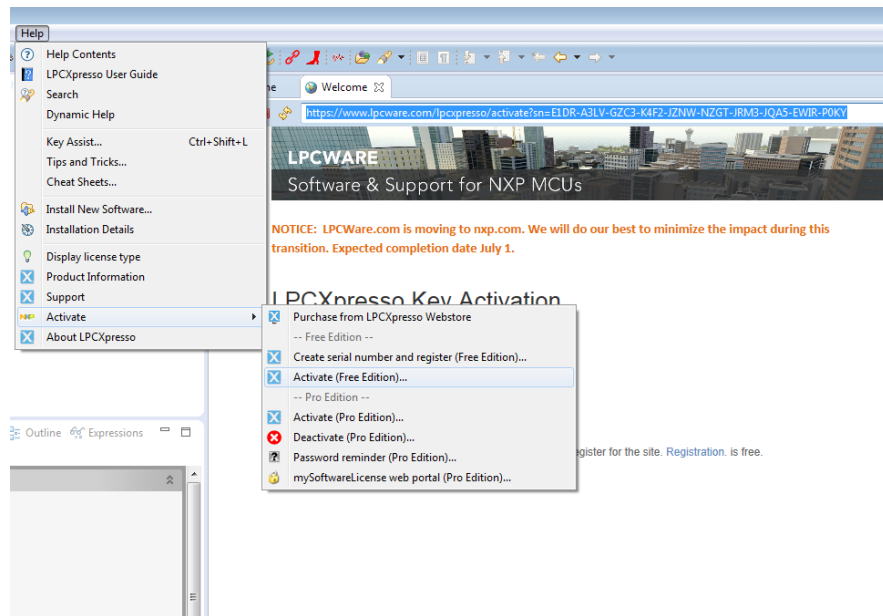 Help
Help Contents
LPCXpresso User Guide
Search
Dynamic Help
Key Assist... Ctrl+Shift+L
Tips and Tricks...
Cheat Sheets...
Install New Software...
Installation Details
Display license type
Product Information
Support
Activate
About LPCXpresso
Purchase from LPCXpresso Webstore
-- Free Edition --
Create serial number and register (Free Edition)...
Activate (Free Edition)...
-- Pro Edition --
Activate (Pro Edition)...
Deactivate (Pro Edition)...
Password reminder (Pro Edition)...
mySoftwareLicense web portal (Pro Edition)...
Welcome
https://www.lpcware.com/lpcxpresso/activate?sn=E1DR-A3LV-GZC3-K4F2-JZNW-NZGT-JRM3-JQA5-EWIR-P0KY
LPCWARE
Software & Support for NXP MCUs
NOTICE: LPCWare.com is moving to nxp.com. We will do our best to minimize the impact during this
transition. Expected completion date July 1.
LPCXpresso Key Activation
egister for the site. Registration. is free.
Outline Expressions